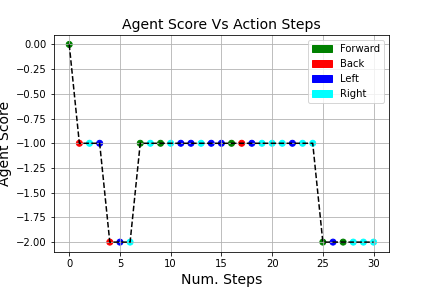 Agent Score Vs Action Steps
0.00
-0.25
-0.50
-0.75
-1.00
-1.25
-1.50
-1.75
-2.00
Agent Score
Forward
Back
Left
Right
0 5 10 15 20 25 30
Num. Steps